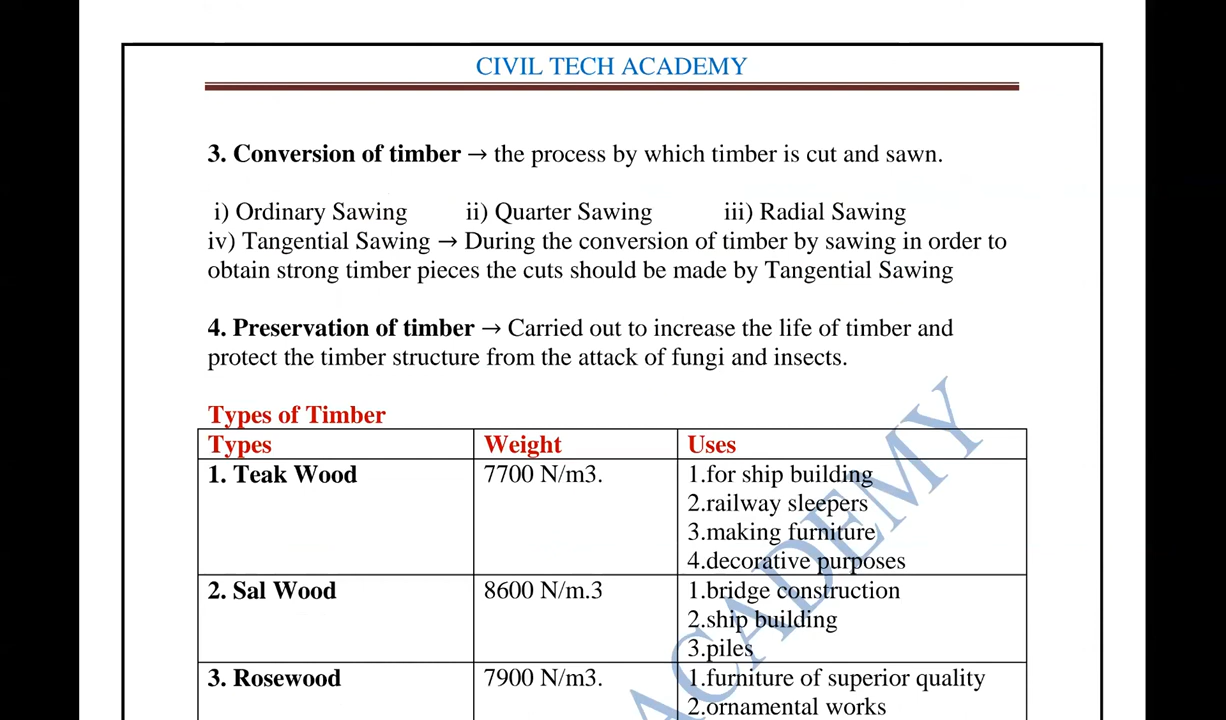 CIVIL TECH ACADEMY
3. Conversion of timber → the process by which timber is cut and sawn.
i) Ordinary Sawing ii) Quarter Sawing iii) Radial Sawing
iv) Tangential Sawing → During the conversion of timber by sawing in order to
obtain strong timber pieces the cuts should be made by Tangential Sawing
4. Preservation of timber → Carried out to increase the life of timber and
protect the timber structure from the attack of fungi and insects.
Types of Timber
Types Weight Uses
1. Teak Wood 7700 N/m3. 1.for ship building
2.railway sleepers
3.making furniture
4.decorative purposes
2. Sal Wood 8600 N/m.3 1.bridge construction
2.ship building
3.piles
3. Rosewood 7900 N/m3. 1.furniture of superior quality
2.ornamental works
ACADEMY